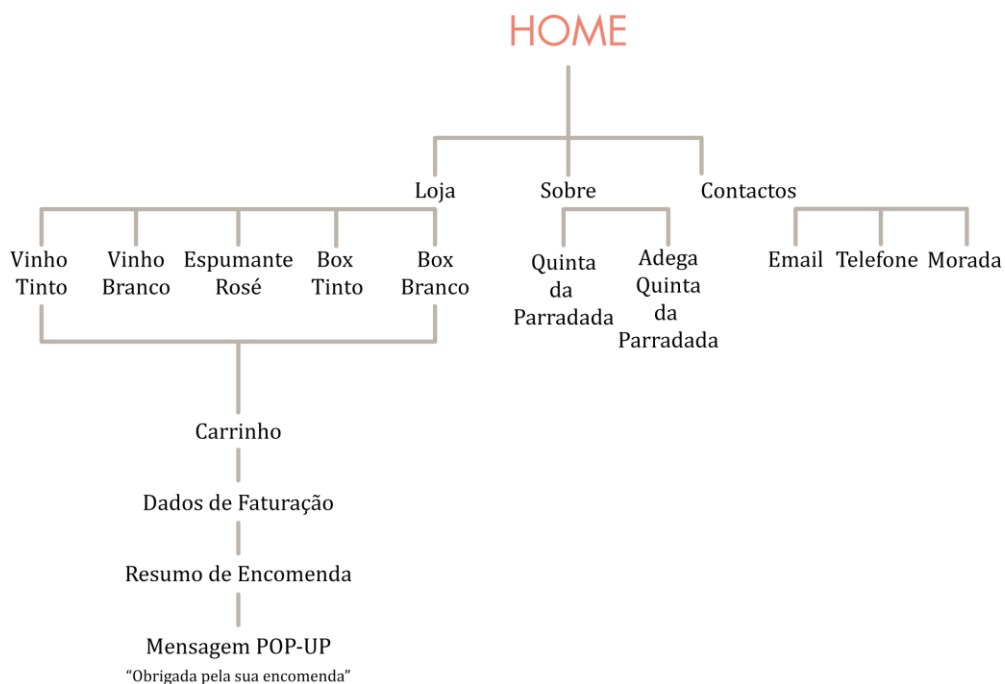 HOME
Loja
Sobre
Contactos
Vinho
Tinto
Vinho
Branco
Espumante
Rosé
Box
Tinto
Box
Branco
Quinta
da
Parradada
Adega
Quinta
da
Parradada
Email
Telefone
Morada
Carrinho
Dados de Faturação
Resumo de Encomenda
Mensagem POP-UP
“Obrigada pela sua encomenda”